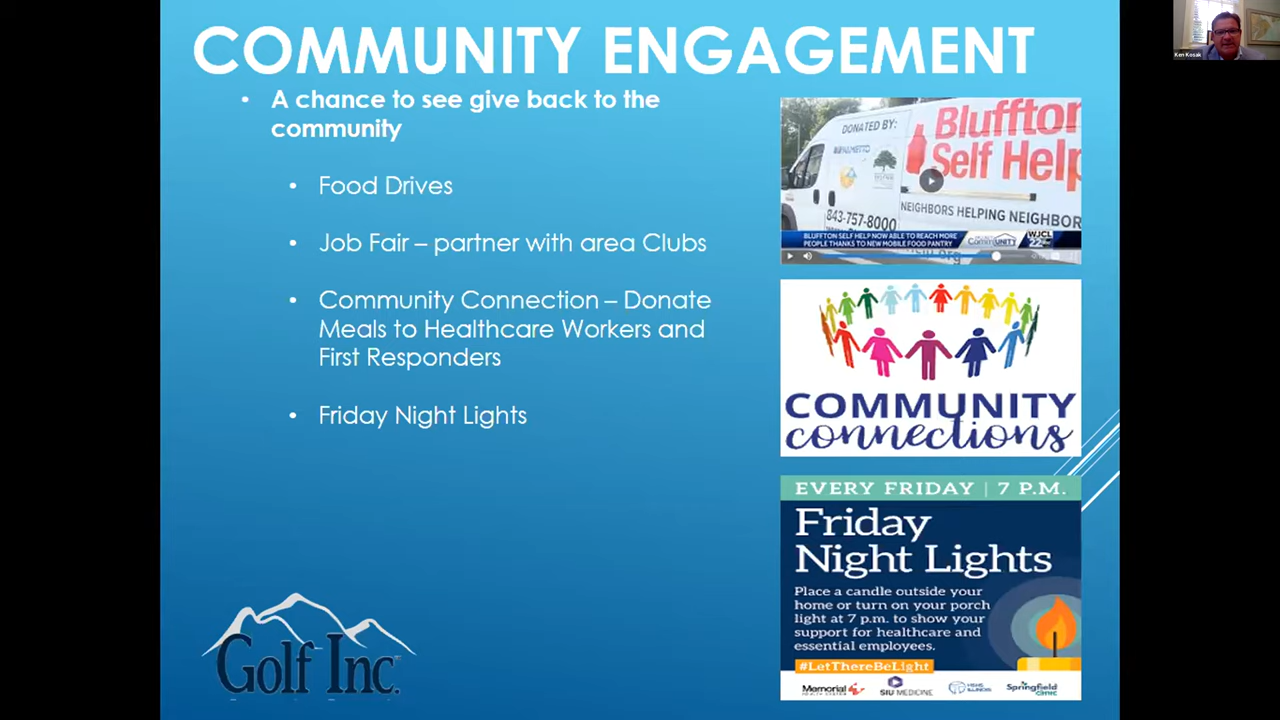 COMMUNITY ENGAGEMENT
• A chance to see give back to the
community
• Food Drives
• Job Fair – partner with area Clubs
• Community Connection – Donate
Meals to Healthcare Workers and
First Responders
• Friday Night Lights
Golf Inc.
Ken Kosak
DONATED BY:
Bluffton
Self Help
843-757-8000
NEIGHBORS HELPING NEIGHBOR
BLUFFTON SELF HELP NOW ABLE TO REACH MORE
PEOPLE THANKS TO NEW MOBILE FOOD PANTRY
COMMUNITY
WJCL
22
COMMUNITY
connections
EVERY FRIDAY | 7 P.M.
Friday
Night Lights
Place a candle outside your
home or turn on your porch
light at 7 p.m. to show your
support for healthcare and
essential employees.
#LetThereBeLight
Memorial
SIU MEDICINE
Springfield
Clinic